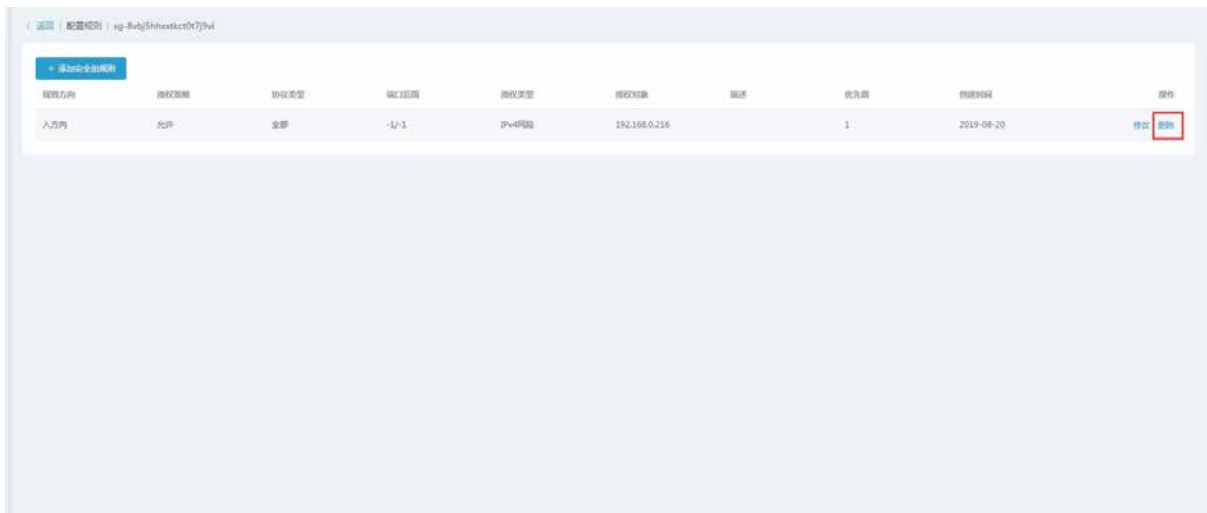 〈 返回 | 配置规则 | sg-8vbj5hhxxtkct0t7j9vi
+ 添加安全组规则
规则方向 授权策略 协议类型 端口范围 授权类型 授权对象 描述 优先级 创建时间 操作
入方向 允许 全部 -1/-1 IPv4网段 192.168.0.216 1 2019-08-20 修改 删除